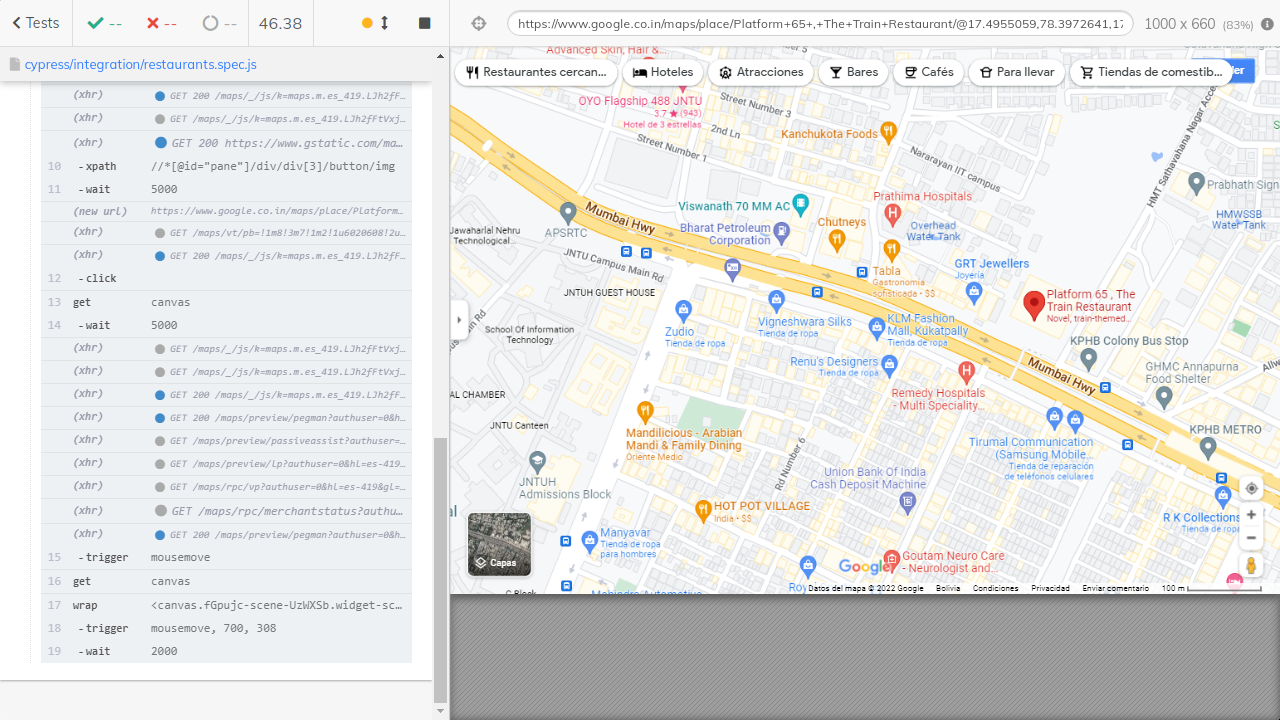 Tests
--
--
--
46.38
https://www.google.co.in/maps/place/Platform+65+,+The+Train+Restaurant/@17.4955059,78.3972641,17
1000 x 660 (83%)
cypress/integration/restaurants.spec.js
(xhr) GET 200 /maps/_/js/k=maps.m.es_419.LJh2fF…
(xhr) GET /maps/_/js/k=maps.m.es_419.LJh2fFtVxj…
(xhr) GET 200 https://www.gstatic.com/ma…
10 -xpath //*[@id="pane"]/div/div[3]/button/img
11 -wait 5000
(new url) https://www.google.co.in/maps/place/Platform…
(xhr) GET /maps/vt?pb=!1m8!3m7!1m2!1u6020608!2u…
(xhr) GET 200 /maps/_/js/k=maps.m.es_419.LJh2fF…
12 -click
13 get canvas
14 wait 5000
(xhr) GET /maps/_/js/k=maps.m.es_419.LJh2fFtVxj…
(xhr) GET /maps/_/js/k=maps.m.es_419.LJh2fFtVxj…
(xhr) GET 200 /maps/_/js/k=maps.m.es_419.LJh2f…
(xhr) GET 200 /maps/preview/pegman?authuser=0&h…
(xhr) GET /maps/preview/passiveassist?authuser=…
(xhr) GET /maps/preview/lp?authuser=0&hl=es-419…
(xhr) GET /maps/rpc/vp?authuser=0&hl=es-419&gl=…
(xhr) GET /maps/rpc/merchantstatus?authu…
(xhr) GET 200 /maps/preview/pegman?authuser=0&h…
15 -trigger mousemove
16 get canvas
17 wrap <canvas.fGpujc-scene-UzWXSb.widget-sc…
18 -trigger mousemove, 700, 308
19 -wait 2000
Advanced Skin, Hair &...
Restaurantes cercan…
Hoteles
Atracciones
Bares
Cafés
Para llevar
Tiendas de comestib…
OYO Flagship 488 JNTU
3.7 ★ (943)
Hotel de 3 estrellas
Street Number 5
Street Number 3
2nd Ln
Street Number 1
Kanchukota Foods
Nararayan IIT campus
HMT Sathavahana Nagar Acce
Prabhath Sign
HMWSSB
Water Tank
Prathima Hospitals
Viswanath 70 MM AC
Overhead
Water Tank
Chutneys
Bharat Petroleum
Corporation
Mumbai Hwy
PSRTC
Jawaharlal Nehru
Technological...
JNTU Campus Main Rd
Tabla
Gastronomía
sofisticada • $$
GRT Jewellers
Joyería
JNTUH GUEST HOUSE
Platform 65 , The
Train Restaurant
Novel, train-themed...
School Of Information
Technology
Zudio
Tienda de ropa
Vigneshwara Silks
Tienda de ropa
KLM Fashion
Mall, Kukatpally
Tienda de ropa
KPHB Colony Bus Stop
Renu's Designers
Tienda de ropa
GHMC Annapurna
Food Shelter
Mumbai Hwy
Remedy Hospitals
- Multi Speciality...
AL CHAMBER
JNTU Canteen
Mandilicious - Arabian
Mandi & Family Dining
Oriente Medio
Rd Number 6
Tirumal Communication
(Samsung Mobile...
Tienda de reparación
de teléfonos celulares
KPHB METRO
Union Bank Of India
Cash Deposit Machine
JNTUH
Admissions Block
HOT POT VILLAGE
India • $$
R K Collections
Tienda de ropa
Manyavar
Tienda de ropa
para hombres
Capas
Goutam Neuro Care
- Neurologist and...
Google
Datos del mapa © 2022 Google
Bolivia
Condiciones
Privacidad
Enviar comentario
100 m